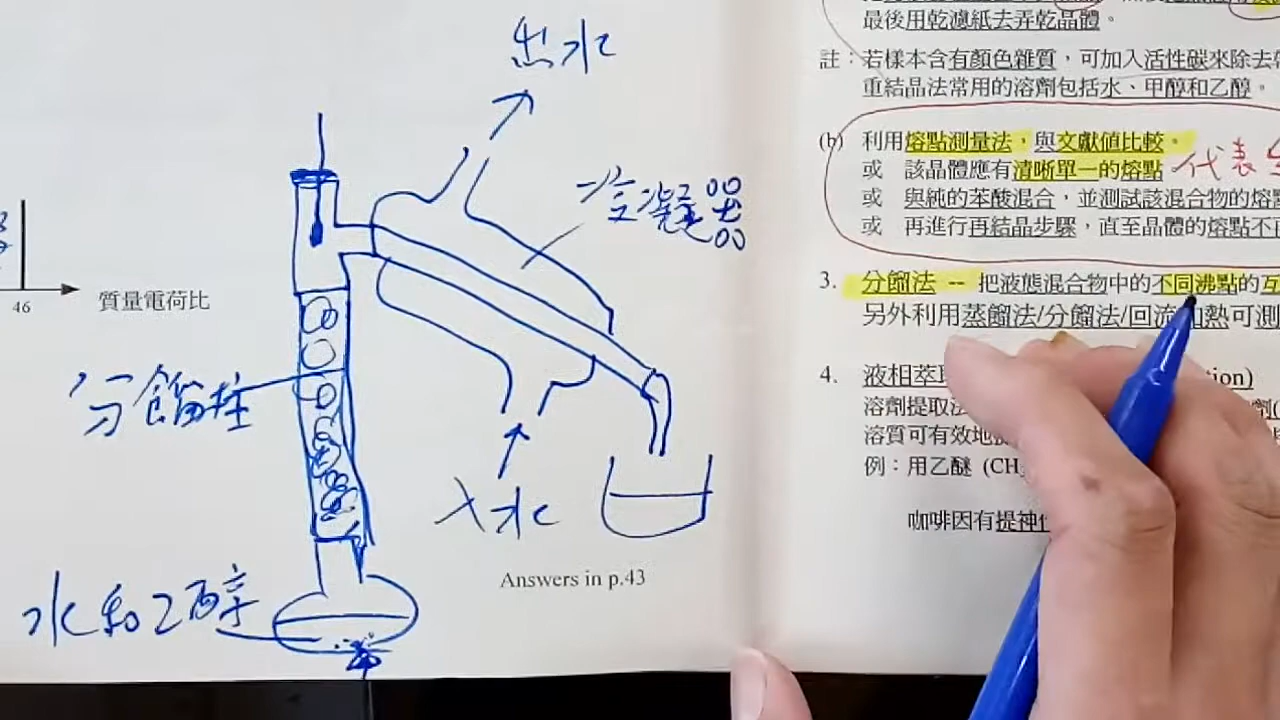 出水
冷凝器
質量電荷比
46
分餾柱
入水
水和乙醇
Answers in p.43
最後用乾濾紙去弄乾晶體。
註：若樣本含有顏色雜質，可加入活性碳來除去
重結晶法常用的溶劑包括水、甲醇和乙醇。
(b) 利用熔點測量法，與文獻值比較。
或 該晶體應有清晰單一的熔點 代表
或 與純的苯酸混合，並測試該混合物的熔
或 再進行再結晶步驟，直至晶體的熔點不
3. 分餾法 -- 把液態混合物中的不同沸點的互
另外利用蒸餾法/分餾法/回流加熱可測
4. 液相萃 ion)
溶劑提取 劑(
溶質可有效地
例：用乙醚 (CH
咖啡因有提神